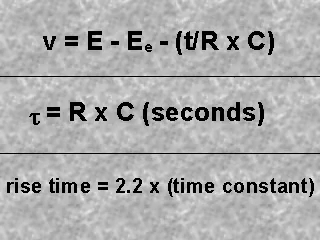 v = E - Ee - (t/R x C)
τ = R x C (seconds)
rise time = 2.2 x (time constant)